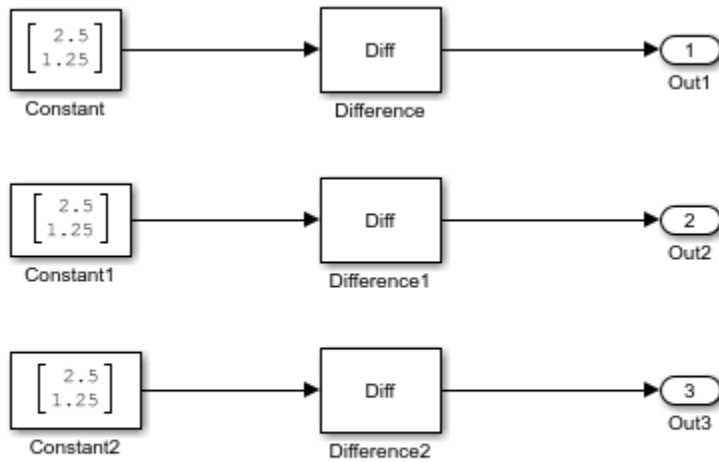 2.5
1.25
Constant
Diff
Difference
1
Out1
2.5
1.25
Constant1
Diff
Difference1
2
Out2
2.5
1.25
Constant2
Diff
Difference2
3
Out3